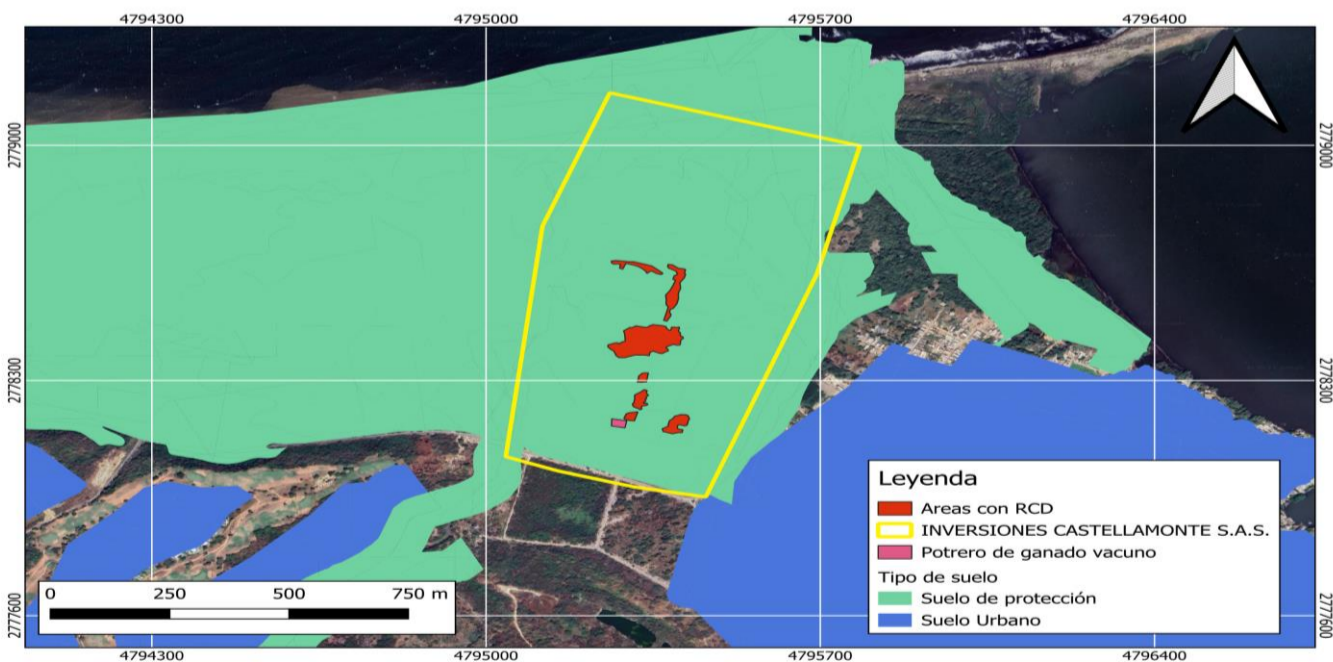 4794300 4795000 4795700 4796400
2779000 2779000
2778300 2778300
2777600 2777600
Leyenda
Areas con RCD
INVERSIONES CASTELLAMONTE S.A.S.
Potrero de ganado vacuno
Tipo de suelo
Suelo de protección
Suelo Urbano
0 250 500 750 m
4794300 4795000 4795700 4796400